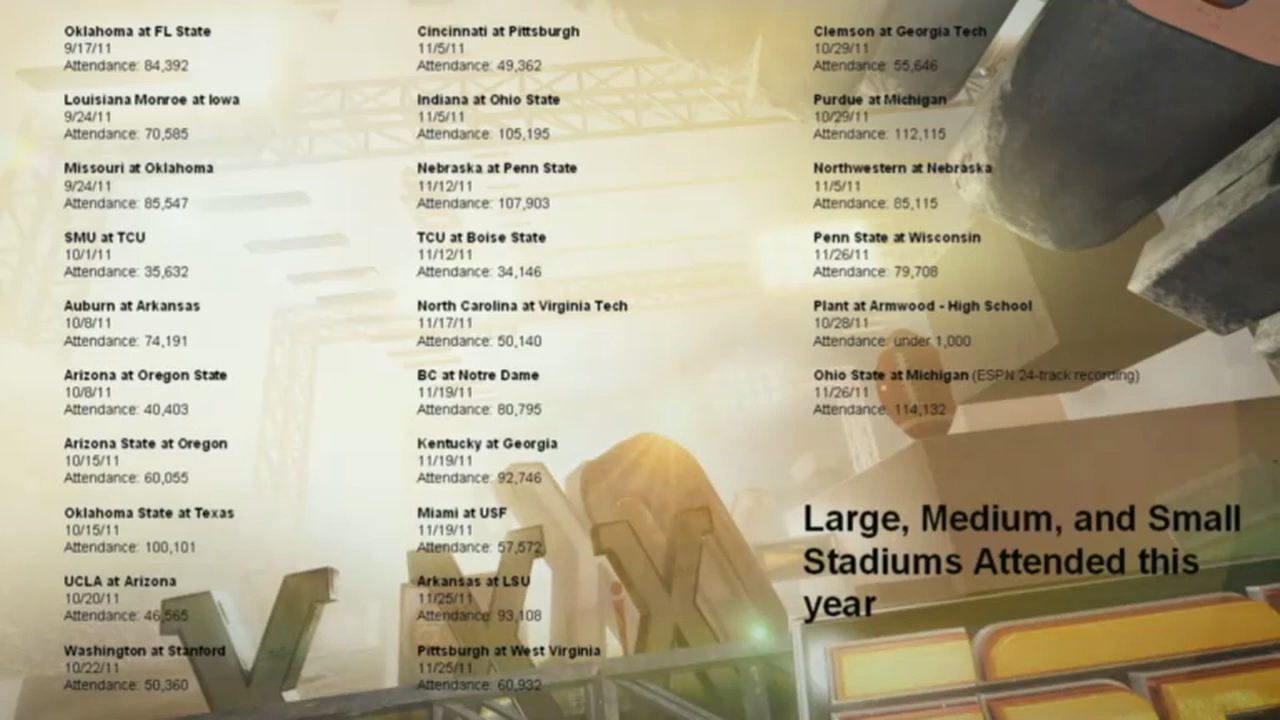 Oklahoma at FL State
9/17/11
Attendance: 84,392
Louisiana Monroe at Iowa
9/24/11
Attendance: 70,585
Missouri at Oklahoma
9/24/11
Attendance: 85,547
SMU at TCU
10/1/11
Attendance: 35,632
Auburn at Arkansas
10/8/11
Attendance: 74,191
Arizona at Oregon State
10/8/11
Attendance: 40,403
Arizona State at Oregon
10/15/11
Attendance: 60,055
Oklahoma State at Texas
10/15/11
Attendance: 100,101
UCLA at Arizona
10/20/11
Attendance: 46,565
Washington at Stanford
10/22/11
Attendance: 50,360
Cincinnati at Pittsburgh
11/5/11
Attendance: 49,362
Indiana at Ohio State
11/5/11
Attendance: 105,195
Nebraska at Penn State
11/12/11
Attendance: 107,903
TCU at Boise State
11/12/11
Attendance: 34,146
North Carolina at Virginia Tech
11/17/11
Attendance: 50,140
BC at Notre Dame
11/19/11
Attendance: 80,795
Kentucky at Georgia
11/19/11
Attendance: 92,746
Miami at USF
11/19/11
Attendance: 57,572
Arkansas at LSU
11/25/11
Attendance: 93,108
Pittsburgh at West Virginia
11/25/11
Attendance: 60,932
Clemson at Georgia Tech
10/29/11
Attendance: 55,646
Purdue at Michigan
10/29/11
Attendance: 112,115
Northwestern at Nebraska
11/5/11
Attendance: 85,115
Penn State at Wisconsin
11/26/11
Attendance: 79,708
Plant at Armwood - High School
10/28/11
Attendance: under 1,000
Ohio State at Michigan (ESPN 24-track recording)
11/26/11
Attendance: 114,132
Large, Medium, and Small
Stadiums Attended this
year